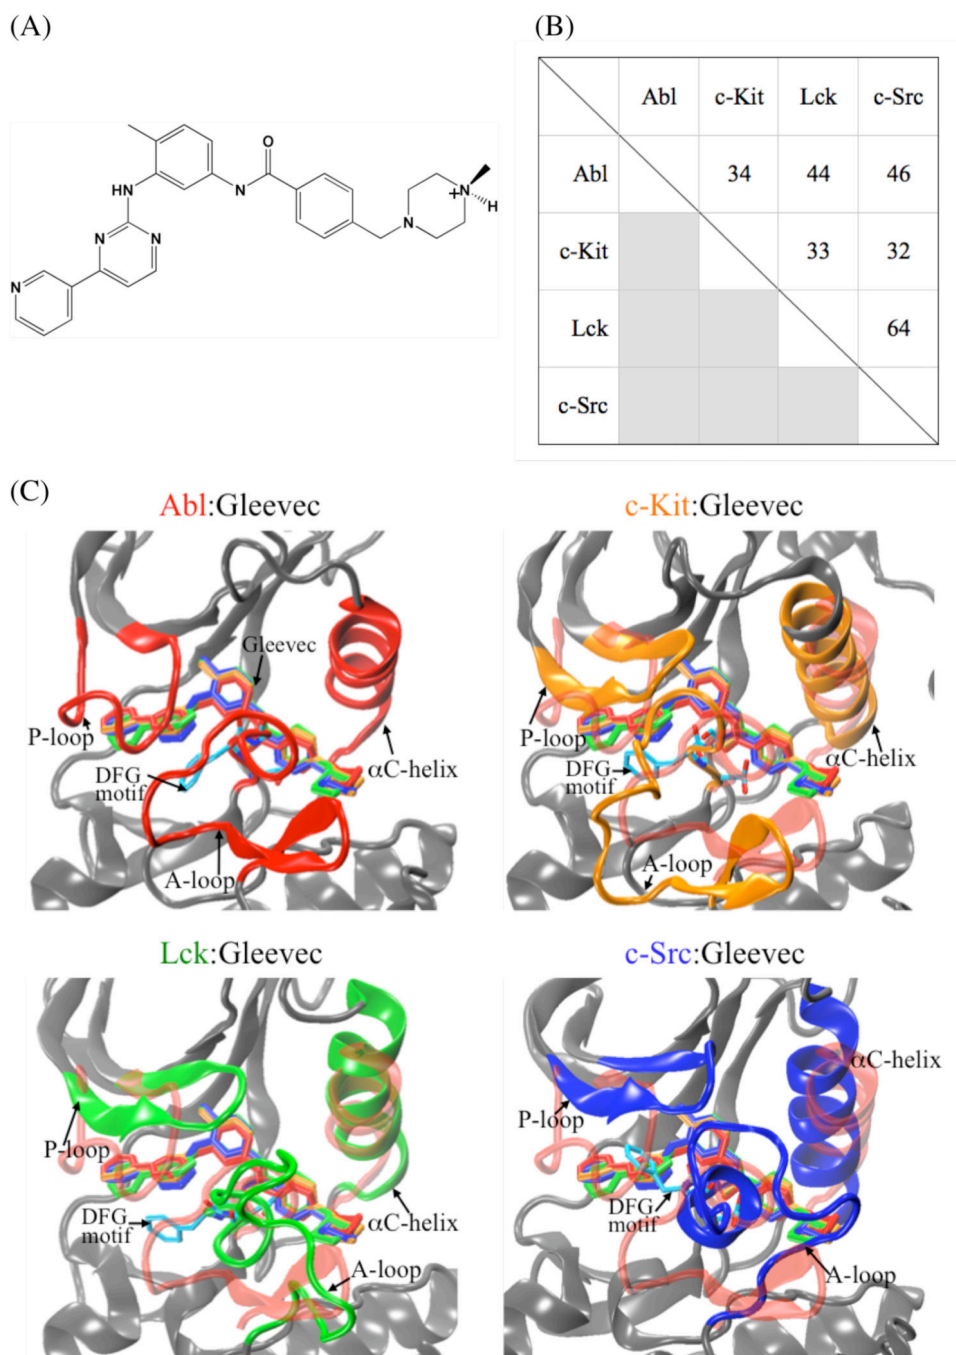 (A)
(B)
O
HN
N
N
N
N
N
N
+
H
Abl c-Kit Lck c-Src
Abl 34 44 46
c-Kit 33 32
Lck 64
c-Src
(C)
Abl:Gleevec
c-Kit:Gleevec
Gleevec
P-loop
DFG
motif
αC-helix
A-loop
P-loop
DFG
motif
αC-helix
A-loop
Lck:Gleevec
c-Src:Gleevec
P-loop
DFG
motif
αC-helix
A-loop
αC-helix
P-loop
DFG
motif
A-loop